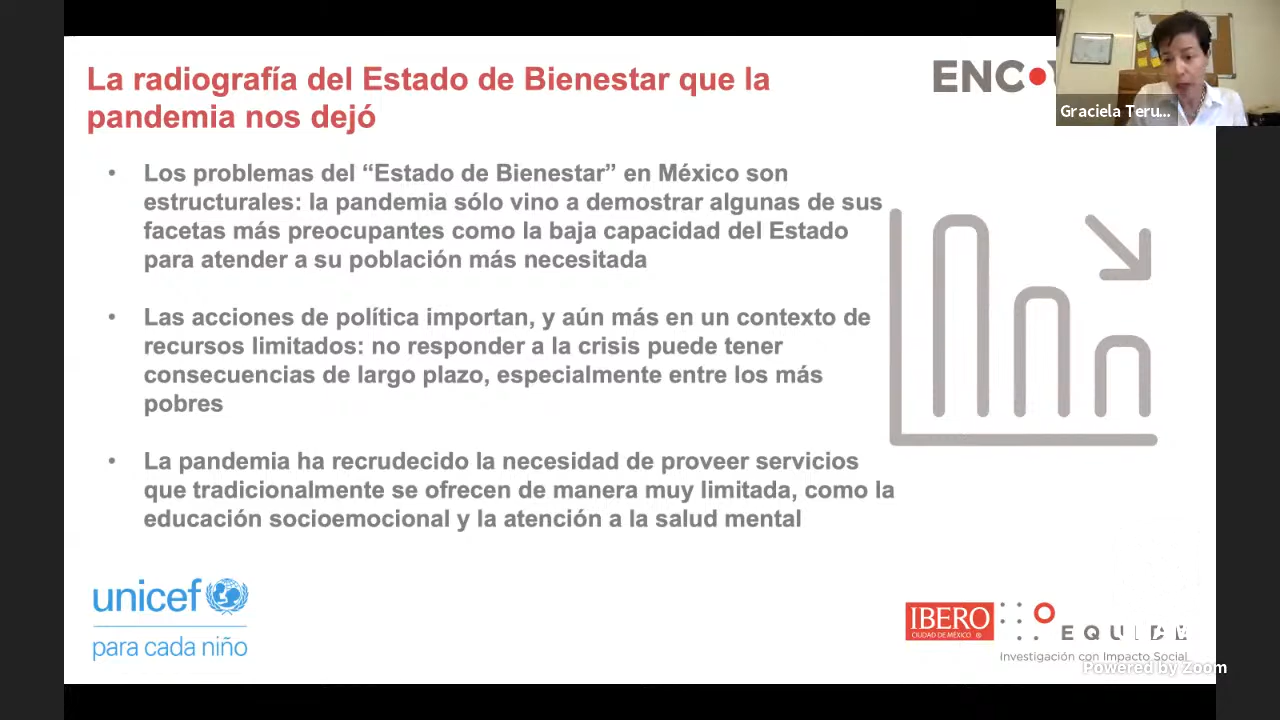 La radiografía del Estado de Bienestar que la
pandemia nos dejó
Graciela Teru...
• Los problemas del “Estado de Bienestar” en México son
estructurales: la pandemia sólo vino a demostrar algunas de sus
facetas más preocupantes como la baja capacidad del Estado
para atender a su población más necesitada
• Las acciones de política importan, y aún más en un contexto de
recursos limitados: no responder a la crisis puede tener
consecuencias de largo plazo, especialmente entre los más
pobres
• La pandemia ha recrudecido la necesidad de proveer servicios
que tradicionalmente se ofrecen de manera muy limitada, como la
educación socioemocional y la atención a la salud mental
unicef
para cada niño
IBERO
CIUDAD DE MÉXICO ®
Investigación con Impacto Social
Powered by Zoom